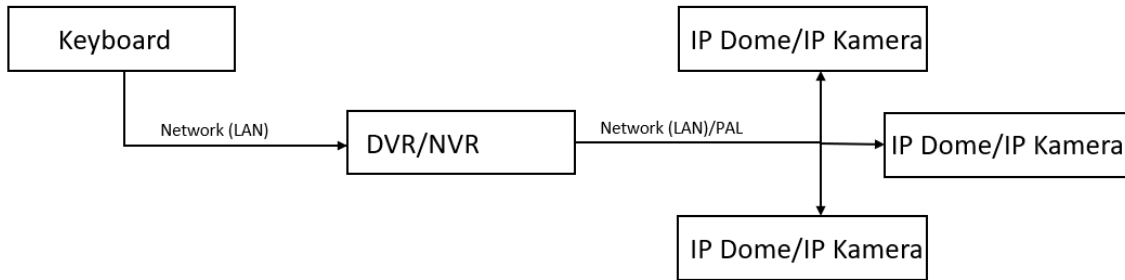 Keyboard
IP Dome/IP Kamera
Network (LAN)
DVR/NVR
Network (LAN)/PAL
IP Dome/IP Kamera
IP Dome/IP Kamera